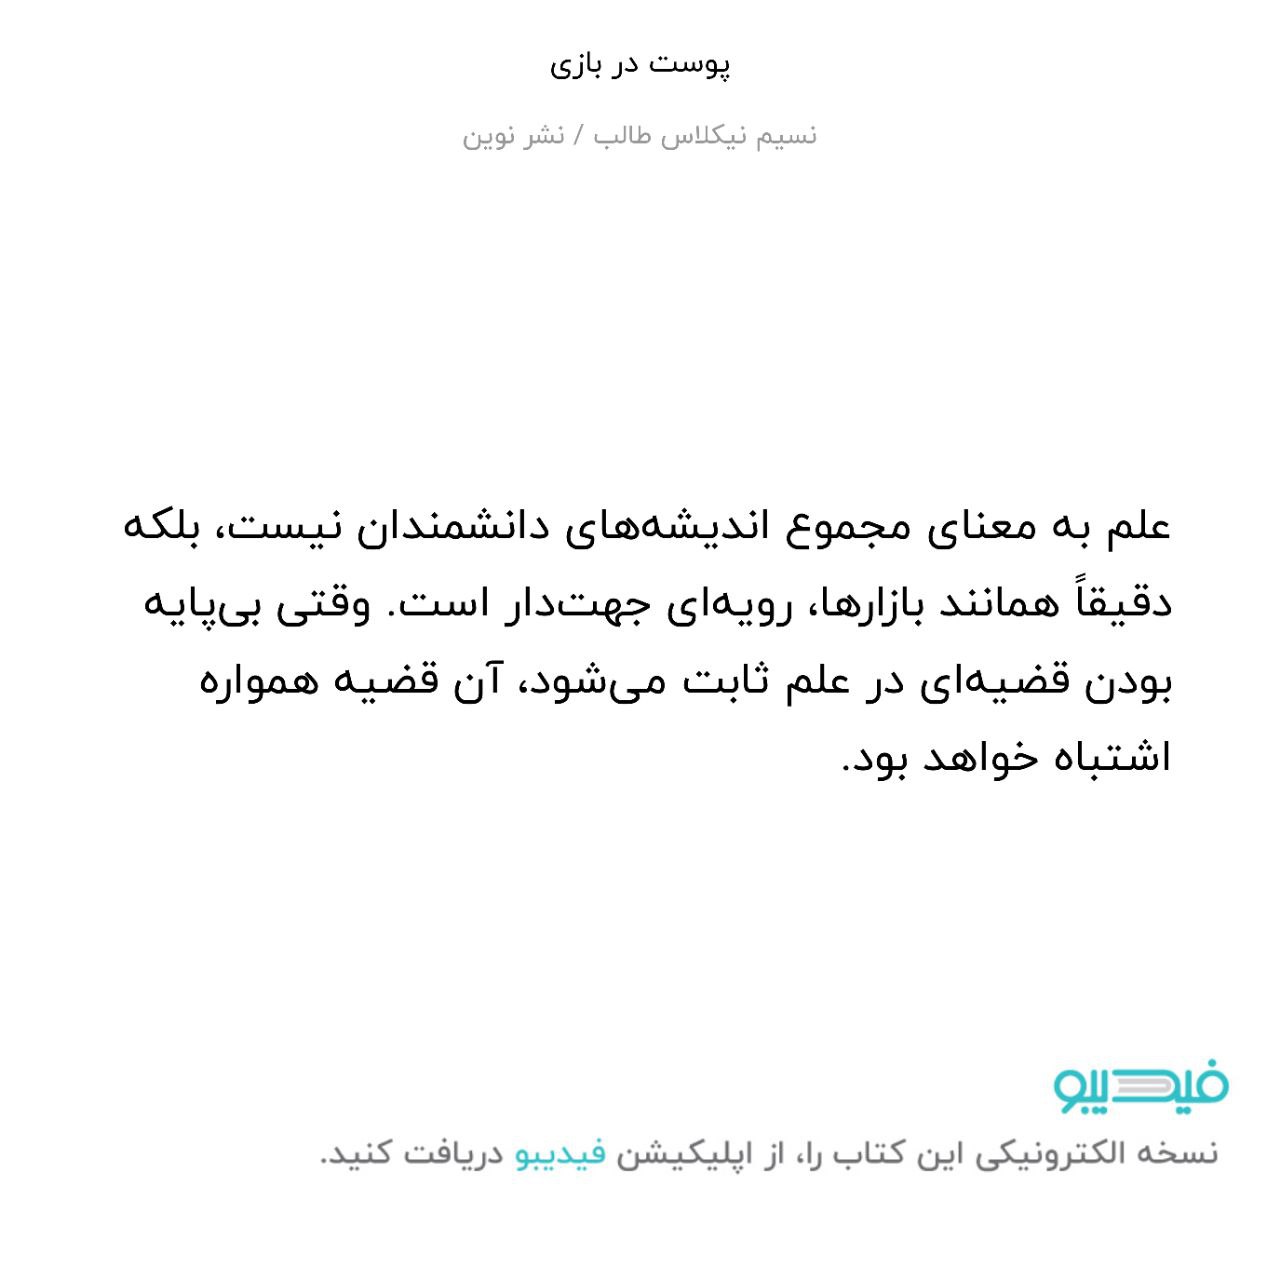 پوست در بازی
نسیم نیکلاس طالب / نشر نوین
علم به معنای مجموع اندیشه‌های دانشمندان نیست، بلکه
دقیقاً همانند بازارها، رویه‌ای جهت‌دار است. وقتی بی‌پایه
بودن قضیه‌ای در علم ثابت می‌شود، آن قضیه همواره
اشتباه خواهد بود.
فیدیبو
نسخه الکترونیکی این کتاب را، از اپلیکیشن فیدیبو دریافت کنید.